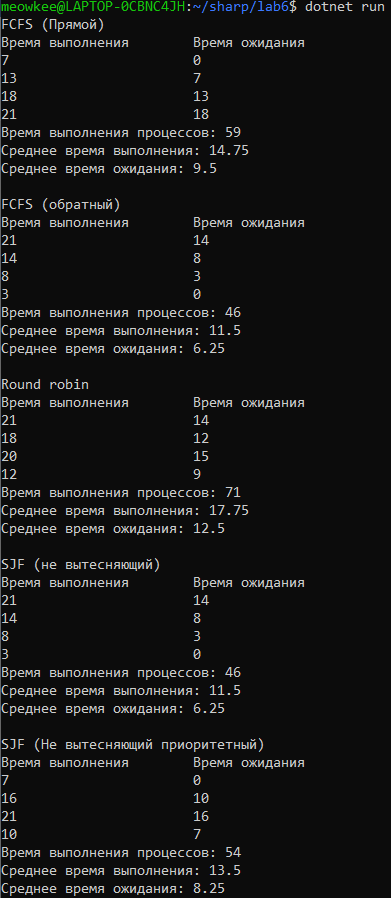 meowkee@LAPTOP-0CBNC4JH:~/sharp/lab6$ dotnet run
FCFS (Прямой)
Время выполнения Время ожидания
7 0
13 7
18 13
21 18
Время выполнения процессов: 59
Среднее время выполнения: 14.75
Среднее время ожидания: 9.5
FCFS (обратный)
Время выполнения Время ожидания
21 14
14 8
8 3
3 0
Время выполнения процессов: 46
Среднее время выполнения: 11.5
Среднее время ожидания: 6.25
Round robin
Время выполнения Время ожидания
21 14
18 12
20 15
12 9
Время выполнения процессов: 71
Среднее время выполнения: 17.75
Среднее время ожидания: 12.5
SJF (не вытесняющий)
Время выполнения Время ожидания
21 14
14 8
8 3
3 0
Время выполнения процессов: 46
Среднее время выполнения: 11.5
Среднее время ожидания: 6.25
SJF (Не вытесняющий приоритетный)
Время выполнения Время ожидания
7 0
16 10
21 16
10 7
Время выполнения процессов: 54
Среднее время выполнения: 13.5
Среднее время ожидания: 8.25